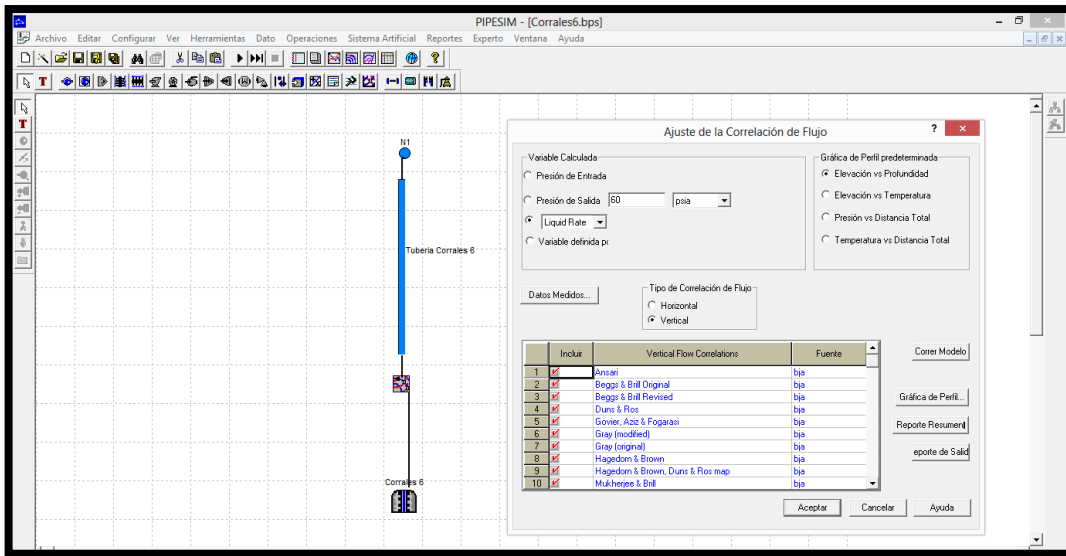 PIPESIM - [Corrales6.bps]
Archivo Editar Configurar Ver Herramientas Dato Operaciones Sistema Artificial Reportes Experto Ventana Ayuda
T
T
N1
Tuberia Corrales 6
Corrales 6
Ajuste de la Correlación de Flujo
?
Variable Calculada
Presión de Entrada
Presión de Salida 60 psia
Liquid Rate
Variable definida po
Gráfica de Perfil predeterminada
Elevación vs Profundidad
Elevación vs Temperatura
Presión vs Distancia Total
Temperatura vs Distancia Total
Datos Medidos...
Tipo de Correlación de Flujo
Horizontal
Vertical
Incluir Vertical Flow Correlations Fuente
1 Ansari bja
2 Beggs & Brill Original bja
3 Beggs & Brill Revised bja
4 Duns & Ros bja
5 Govier, Aziz & Fogarasi bja
6 Gray (modified) bja
7 Gray (original) bja
8 Hagedorn & Brown bja
9 Hagedorn & Brown, Duns & Ros map bja
10 Mukherjee & Brill bja
Correr Modelo
Gráfica de Perfil...
Reporte Resumen
eporte de Salid
Aceptar Cancelar Ayuda